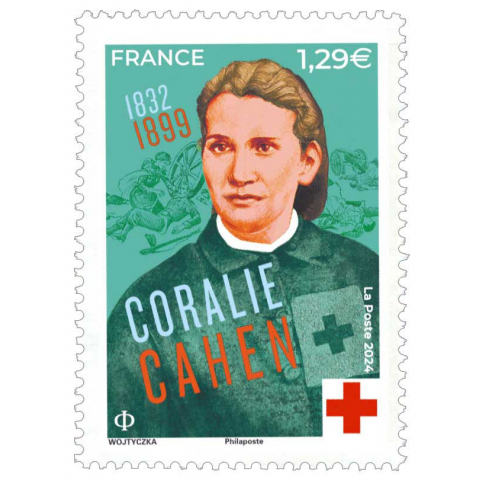 FRANCE 1,29€
1832
1899
CORALIE
CAHEN
La Poste 2024
WOJTYCZKA Philaposte